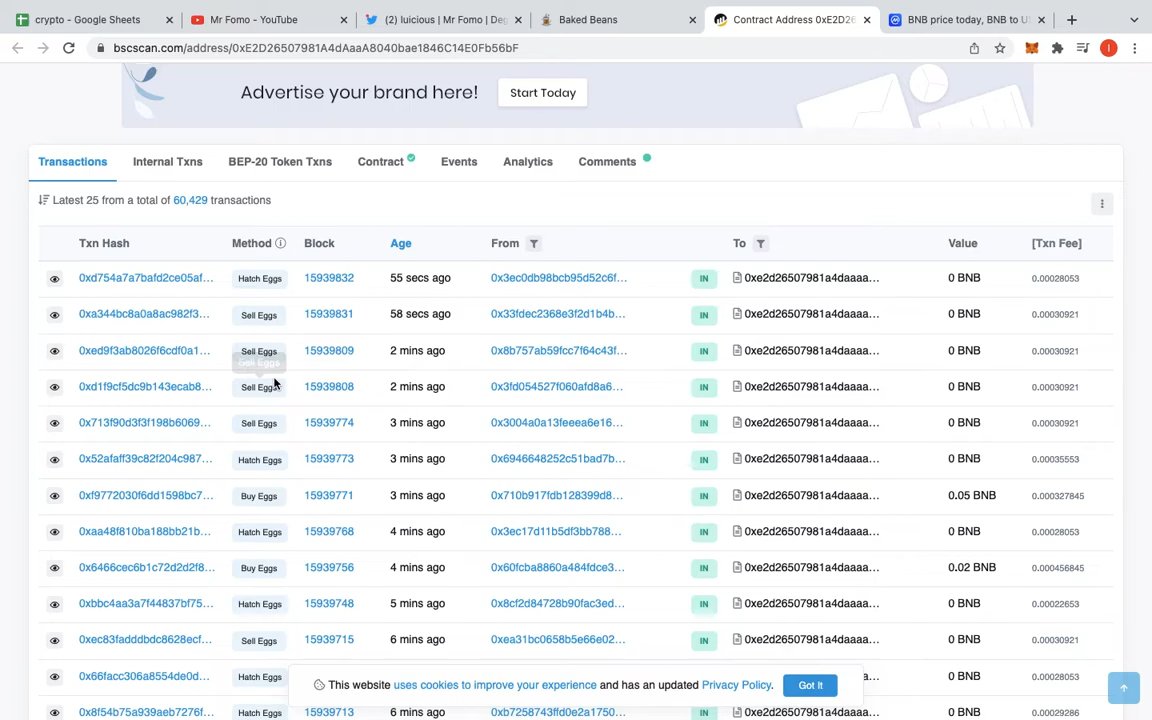 crypto - Google Sheets
Mr Fomo - YouTube
(2) luicious | Mr Fomo | Deg
Baked Beans
Contract Address 0xE2D26
BNB price today, BNB to U
bscscan.com/address/0xE2D26507981A4dAaaA8040bae1846C14E0Fb56bF
Advertise your brand here! Start Today
Transactions Internal Txns BEP-20 Token Txns Contract Events Analytics Comments
Latest 25 from a total of 60,429 transactions
Txn Hash Method Block Age From To Value [Txn Fee]
0xd754a7a7bafd2ce05af... Hatch Eggs 15939832 55 secs ago 0x3ec0db98bcb95d52c6f... IN 0xe2d26507981a4daaaa... 0 BNB 0.00028053
0xa344bc8a0a8ac982f3... Sell Eggs 15939831 58 secs ago 0x33fdec2368e3f2d1b4b... IN 0xe2d26507981a4daaaa... 0 BNB 0.00030921
0xed9f3ab8026f6cdf0a1... Sell Eggs 15939809 2 mins ago 0x8b757ab59fcc7f64c43f... IN 0xe2d26507981a4daaaa... 0 BNB 0.00030921
Sell Eggs
0xd1f9cf5dc9b143ecab8... Sell Eggs 15939808 2 mins ago 0x3fd054527f060afd8a6... IN 0xe2d26507981a4daaaa... 0 BNB 0.00030921
0x713f90d3f3f198b6069... Sell Eggs 15939774 3 mins ago 0x3004a0a13feeea6e16... IN 0xe2d26507981a4daaaa... 0 BNB 0.00030921
0x52afaff39c82f204c987... Hatch Eggs 15939773 3 mins ago 0x6946648252c51bad7b... IN 0xe2d26507981a4daaaa... 0 BNB 0.00035553
0xf9772030f6dd1598bc7... Buy Eggs 15939771 3 mins ago 0x710b917fdb128399d8... IN 0xe2d26507981a4daaaa... 0.05 BNB 0.000327845
0xaa48f810ba188bb21b... Hatch Eggs 15939768 4 mins ago 0x3ec17d11b5df3bb788... IN 0xe2d26507981a4daaaa... 0 BNB 0.00028053
0x6466cec6b1c72d2d2f8... Buy Eggs 15939756 4 mins ago 0x60fcba8860a484fdce3... IN 0xe2d26507981a4daaaa... 0.02 BNB 0.000456845
0xbbc4aa3a7f44837bf75... Hatch Eggs 15939748 5 mins ago 0x8cf2d84728b90fac3ed... IN 0xe2d26507981a4daaaa... 0 BNB 0.00022653
0xec83fadddbdc8628ecf... Sell Eggs 15939715 6 mins ago 0xea31bc0658b5e66e02... IN 0xe2d26507981a4daaaa... 0 BNB 0.00030921
0x66facc306a8554de0d... Hatch Eggs 0.00028053
This website uses cookies to improve your experience and has an updated Privacy Policy. Got It
0x8f54b75a939aeb7276f... Hatch Eggs 15939713 6 mins ago 0xb7258743ffd0e2a1750... IN 0xe2d26507981a4daaaa... 0 BNB 0.00029286